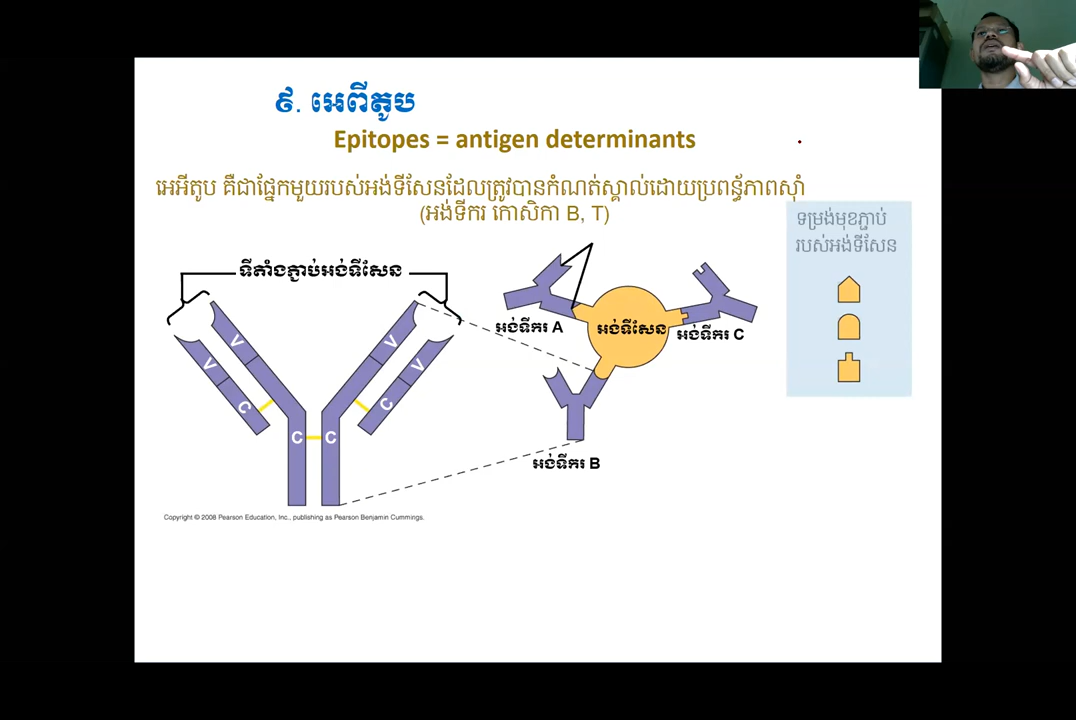 ៩. អេពីតូប
Epitopes = antigen determinants
អេអីតូប គឺជាផ្នែកមួយរបស់អង់ទីសែនដែលត្រូវបានកំណត់ស្គាល់ដោយប្រពន្ធ័ភាពស៊ាំ
(អង់ទីករ កោសិកា B, T)
ទម្រង់មុខភ្ជាប់
របស់អង់ទីសែន
ទីតាំងភ្ជាប់អង់ទីសែន
អង់ទីករ A
អង់ទីសែន
អង់ទីករ C
V
V
V
V
C
C
C
C
អង់ទីករ B
Copyright © 2008 Pearson Education, Inc., publishing as Pearson Benjamin Cummings.